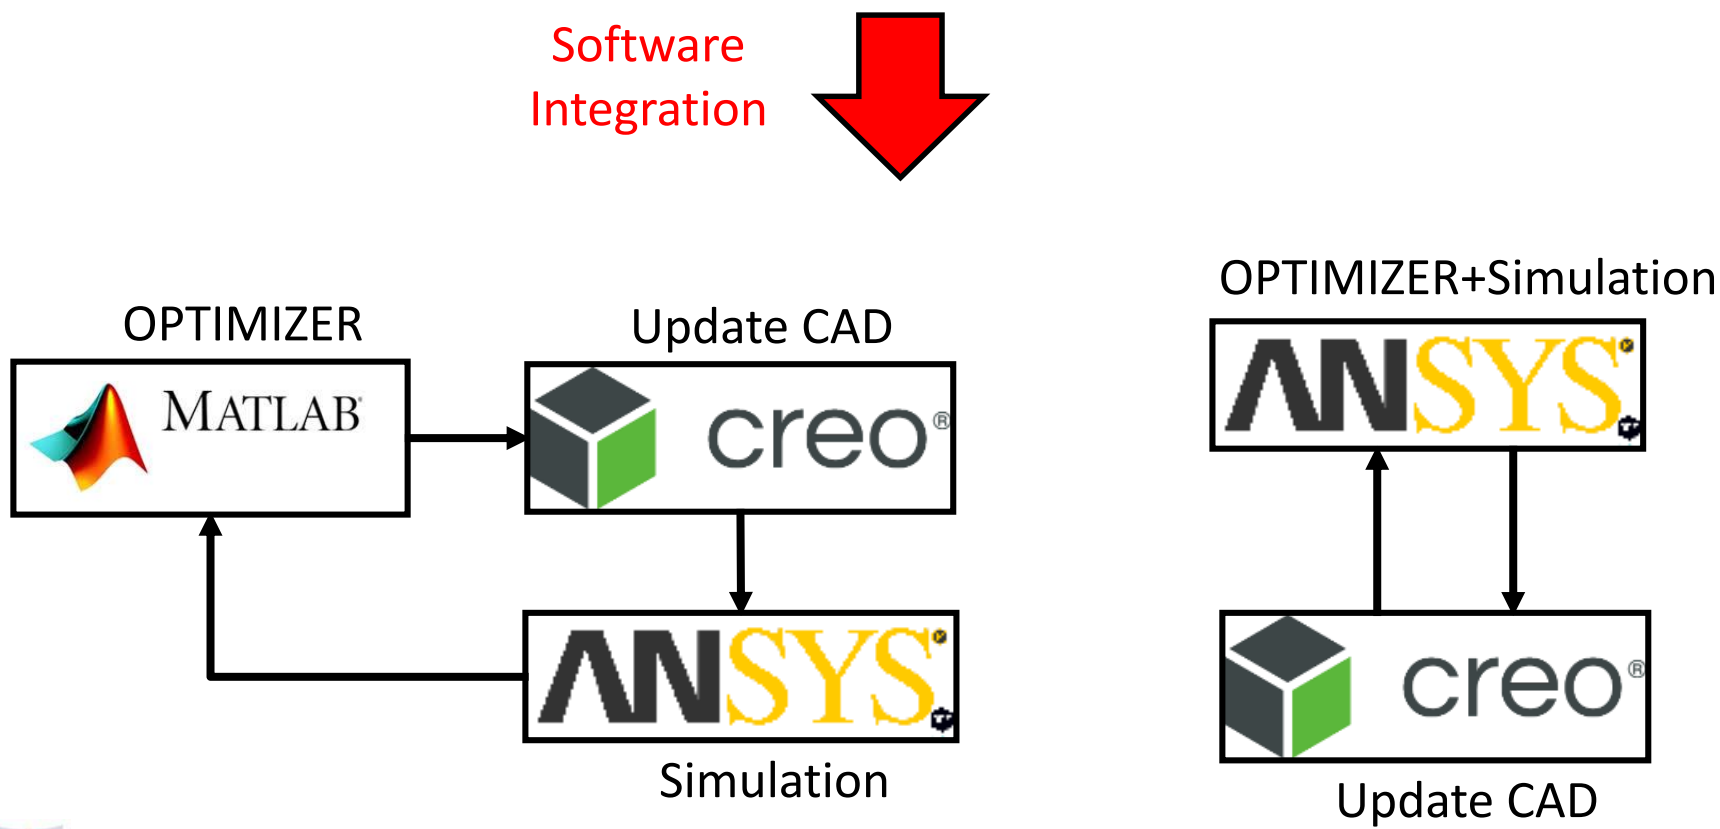 Software
Integration
OPTIMIZER
MATLAB
Update CAD
creo®
ANSYS
Simulation
OPTIMIZER+Simulation
ANSYS
creo®
Update CAD